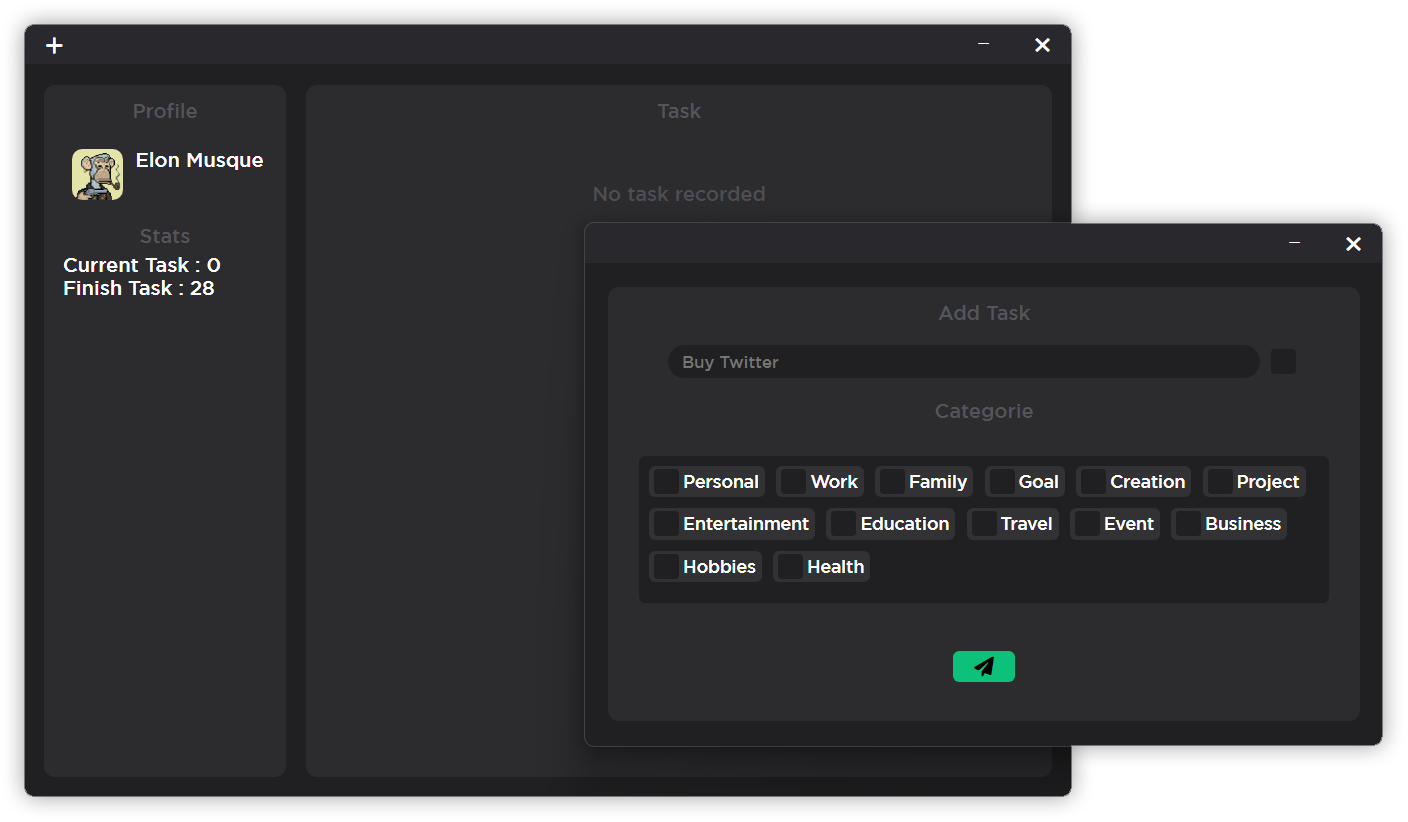 Profile
Elon Musque
Stats
Current Task : 0
Finish Task : 28
Task
No task recorded
Add Task
Buy Twitter
Categorie
Personal Work Family Goal Creation Project
Entertainment Education Travel Event Business
Hobbies Health